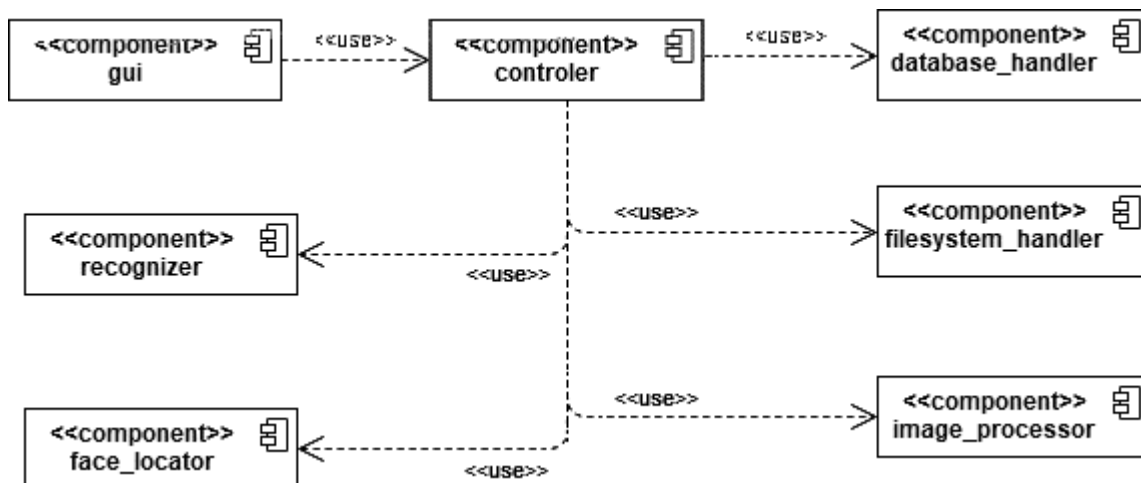 <<component>>
gui
<<use>>
<<component>>
controler
<<use>>
<<component>>
database_handler
<<component>>
recognizer
<<use>>
<<use>>
<<component>>
filesystem_handler
<<component>>
face_locator
<<use>>
<<use>>
<<component>>
image_processor